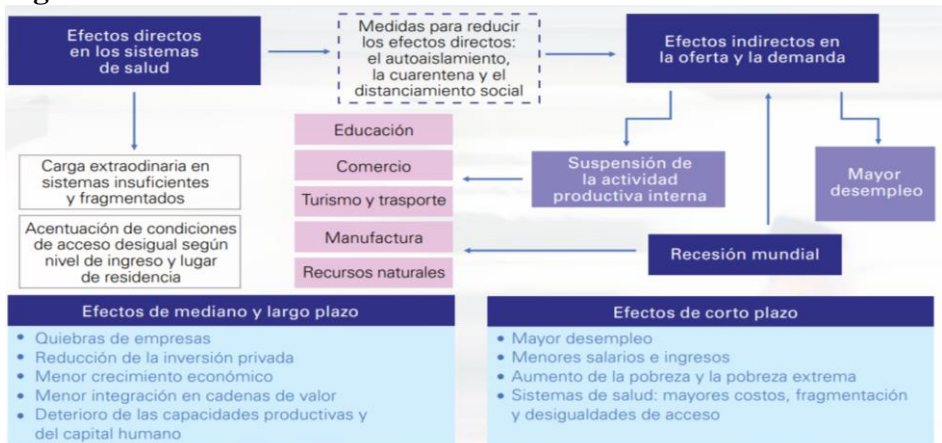 Efectos directos
en los sistemas
de salud
Medidas para reducir
los efectos directos:
el autoaislamiento,
la cuarentena y el
distanciamiento social
Efectos indirectos en
la oferta y la demanda
Carga extraodinaria en
sistemas insuficientes
y fragmentados
Acentuación de condiciones
de acceso desigual según
nivel de ingreso y lugar
de residencia
Educación
Comercio
Turismo y trasporte
Manufactura
Recursos naturales
Suspensión de
la actividad
productiva interna
Mayor
desempleo
Recesión mundial
Efectos de mediano y largo plazo
• Quiebras de empresas
• Reducción de la inversión privada
• Menor crecimiento económico
• Menor integración en cadenas de valor
• Deterioro de las capacidades productivas y
del capital humano
Efectos de corto plazo
• Mayor desempleo
• Menores salarios e ingresos
• Aumento de la pobreza y la pobreza extrema
• Sistemas de salud: mayores costos, fragmentación
y desigualdades de acceso